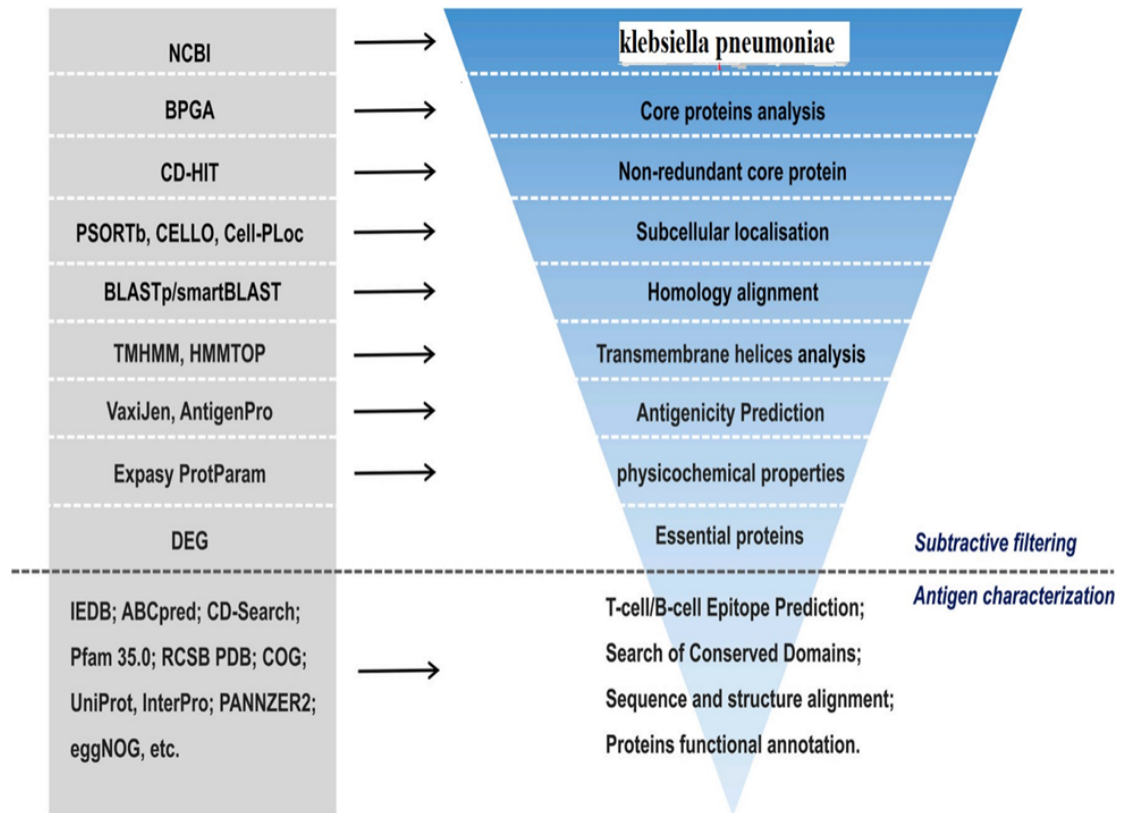 NCBI
klebsiella pneumoniae
BPGA
Core proteins analysis
CD-HIT
Non-redundant core protein
PSORTb, CELLO, Cell-PLoc
Subcellular localisation
BLASTp/smartBLAST
Homology alignment
TMHMM, HMMTOP
Transmembrane helices analysis
VaxiJen, AntigenPro
Antigenicity Prediction
Expasy ProtParam
physicochemical properties
DEG
Essential proteins
Subtractive filtering
Antigen characterization
IEDB; ABCpred; CD-Search;
Pfam 35.0; RCSB PDB; COG;
UniProt, InterPro; PANNZER2;
eggNOG, etc.
T-cell/B-cell Epitope Prediction;
Search of Conserved Domains;
Sequence and structure alignment;
Proteins functional annotation.